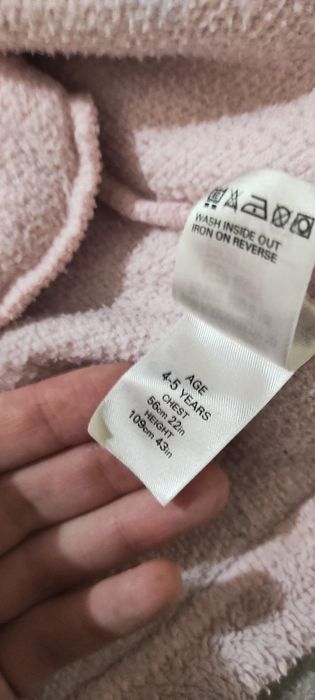 WASH INSIDE OUT
IRON ON REVERSE
AGE
4-5 YEARS
CHEST
56cm 22in
HEIGHT
109cm 43in